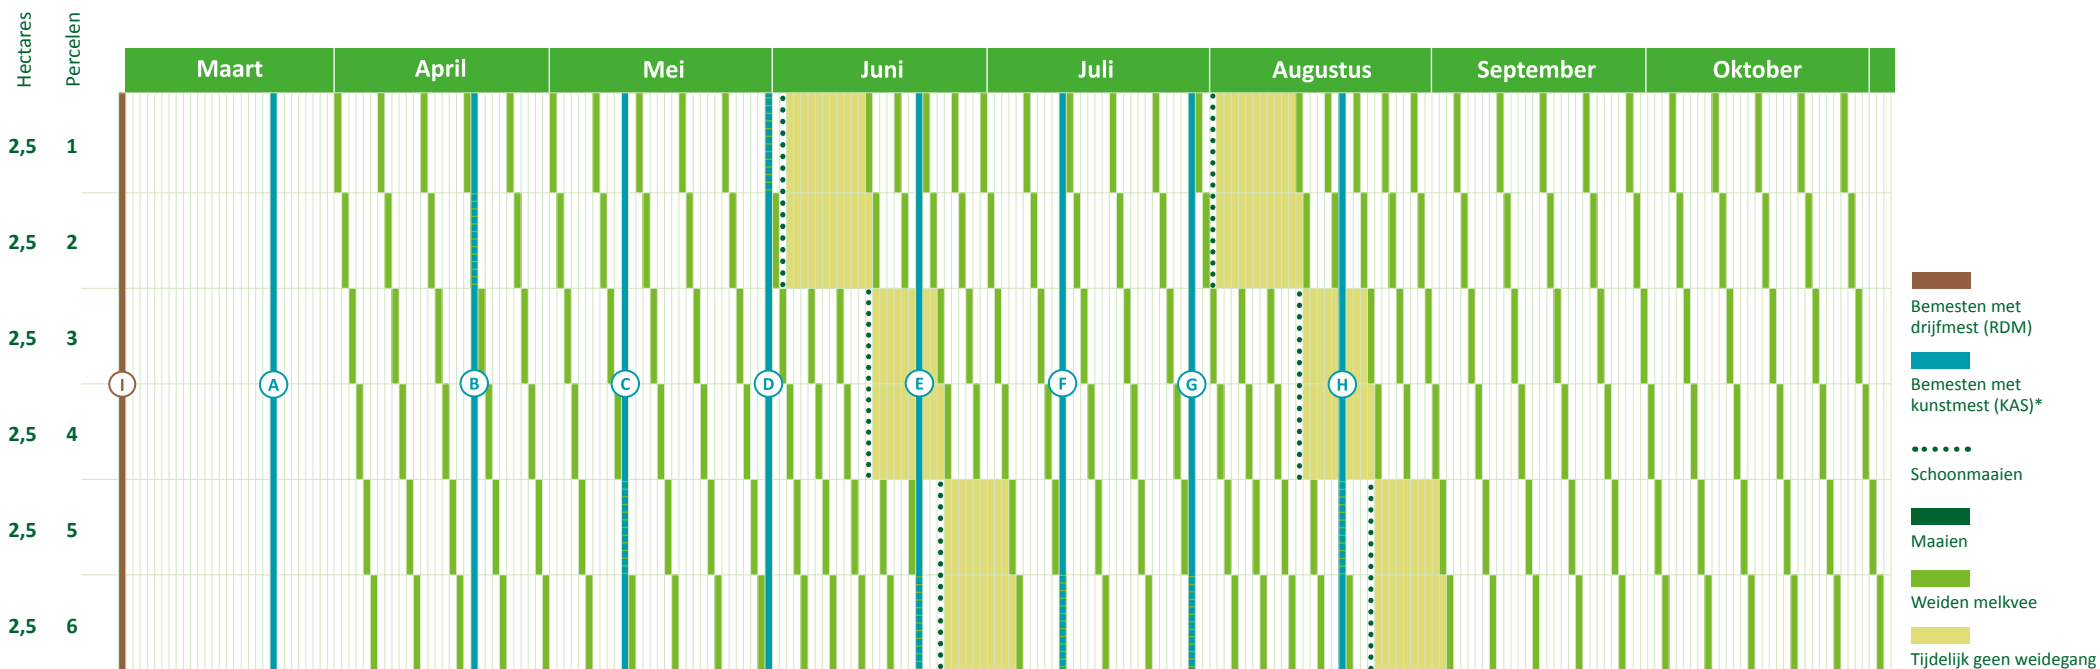 Hectares
Percelen
Maart April Mei Juni Juli Augustus September Oktober
2,5 1
2,5 2
2,5 3
I A B C D E F G H
2,5 4
2,5 5
2,5 6
Bemesten met
drijfmest (RDM)
Bemesten met
kunstmest (KAS)*
Schoonmaaien
Maaien
Weiden melkvee
Tijdelijk geen weidegang